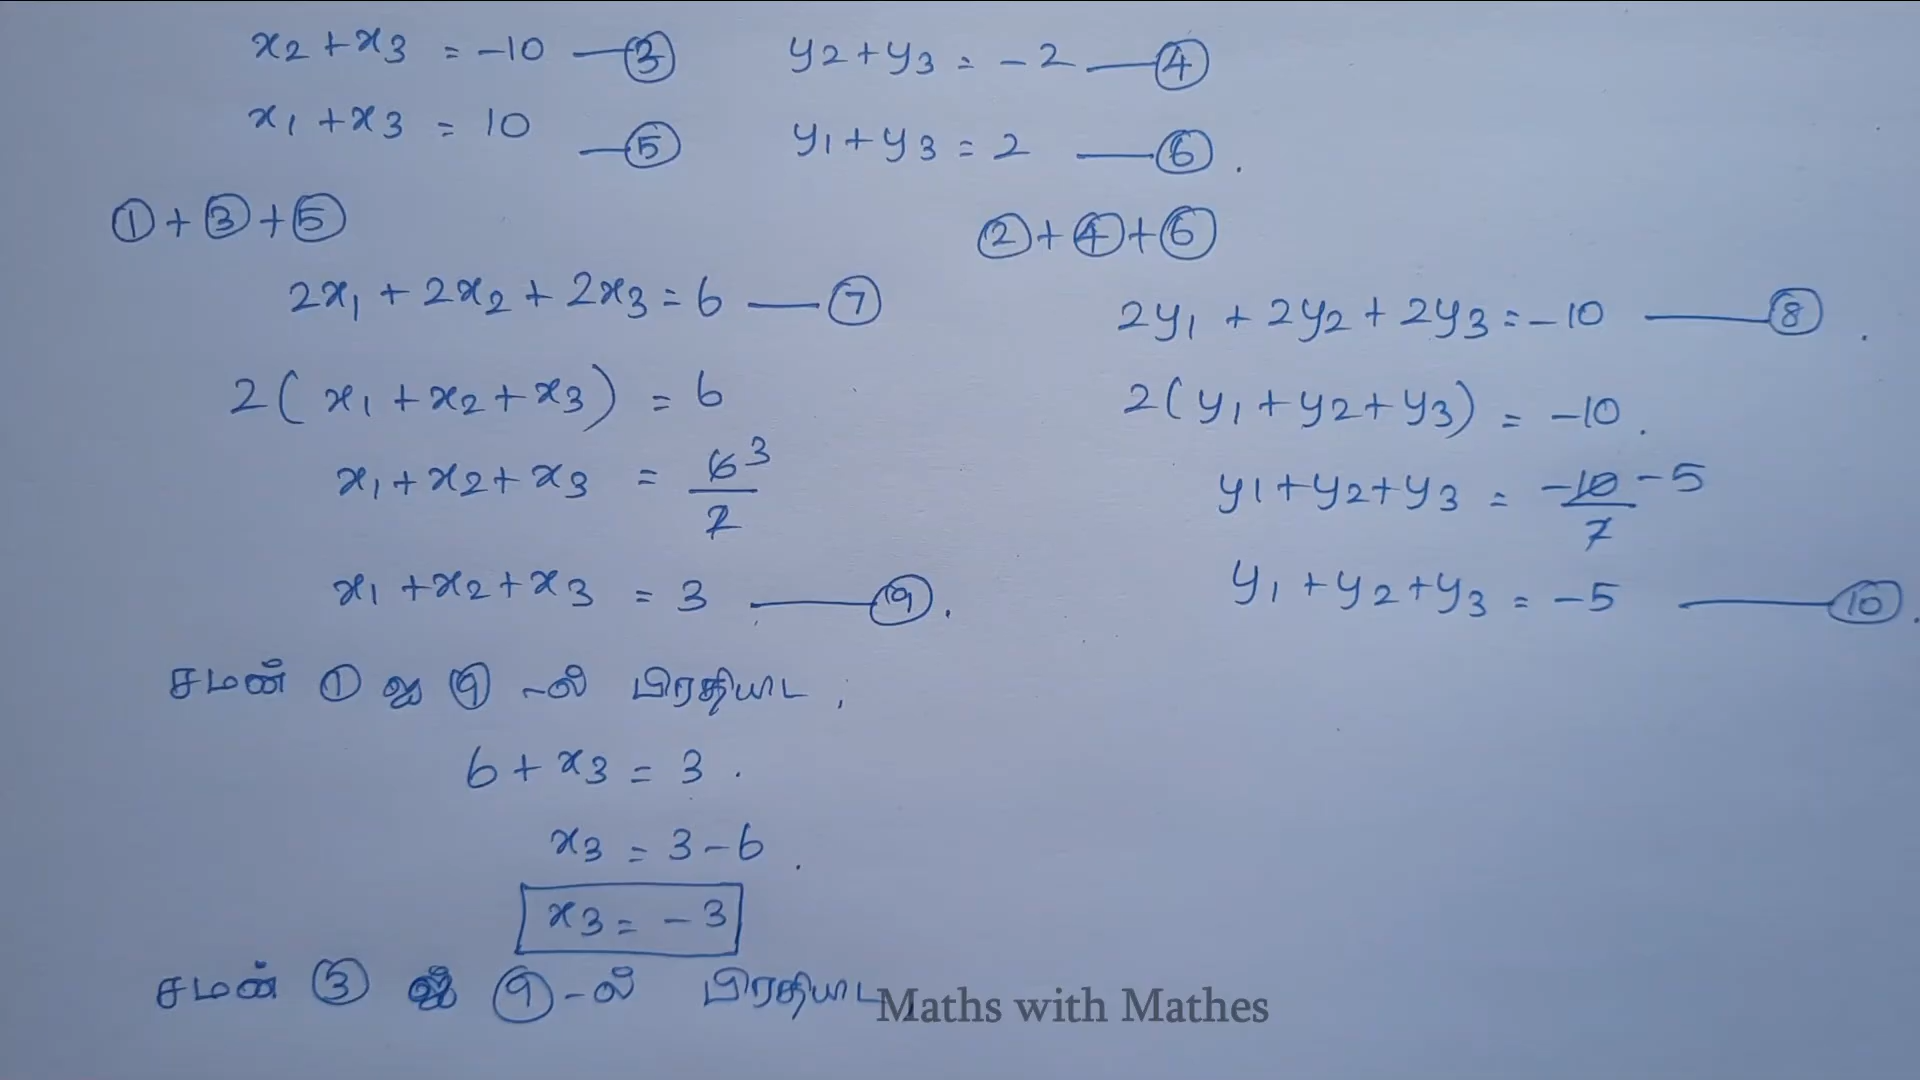 x2 + x3 = -10 — ③
y2 + y3 = -2 — ④
x1 + x3 = 10 — ⑤
y1 + y3 = 2 — ⑥.
① + ③ + ⑤
② + ④ + ⑥
2x1 + 2x2 + 2x3 = 6 — ⑦
2y1 + 2y2 + 2y3 = -10 — ⑧.
2(x1 + x2 + x3) = 6
2(y1 + y2 + y3) = -10.
x1 + x2 + x3 = 6/2 3
y1 + y2 + y3 = -10/2 -5
x1 + x2 + x3 = 3 — ⑨.
y1 + y2 + y3 = -5 — ⑩.
சமன் ① ஐ ⑨ -ல் பிரதியிட ,
6 + x3 = 3.
x3 = 3 - 6.
x3 = -3
சமன் ③ ஐ ⑨ -ல் பிரதியிட
Maths with Mathes